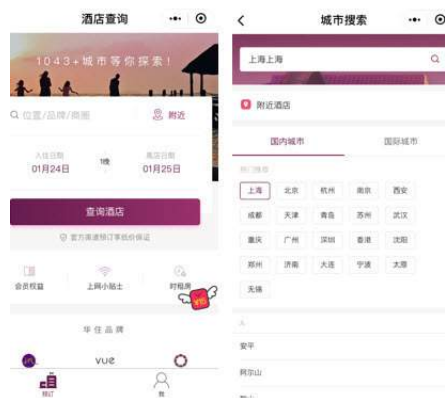 酒店查询
1043+城市等你探索!
位置/品牌/商圈
附近
入住日期
离店日期
01月24日
1晚
01月25日
查询酒店
官方渠道预订享低价保证
会员权益
上网小贴士
时租房
华住品牌
vue
预订
我
城市搜索
上海上海
附近酒店
国内城市
国际城市
热门推荐
上海 北京 杭州 南京 西安
成都 天津 青岛 苏州 武汉
重庆 广州 深圳 香港 沈阳
郑州 济南 大连 宁波 太原
无锡
A
安平
阿尔山
鞍山